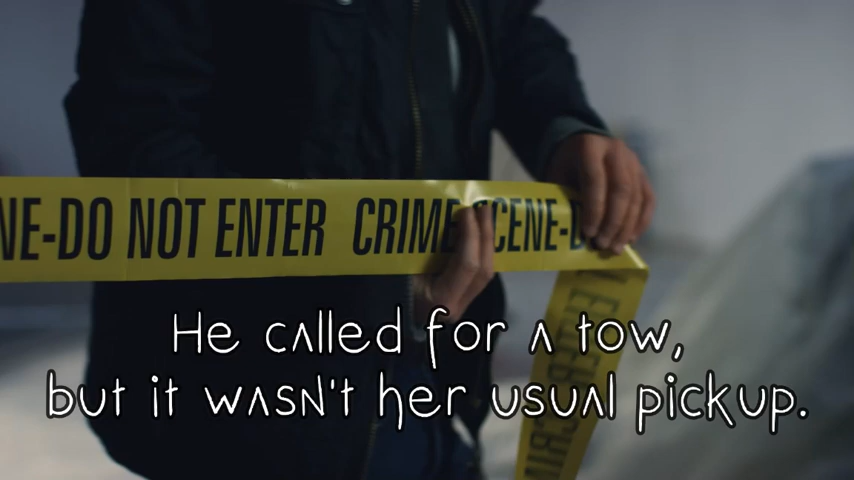 NE-DO NOT ENTER CRIME SCENE-D
He called for a tow,
but it wasn't her usual pickup.